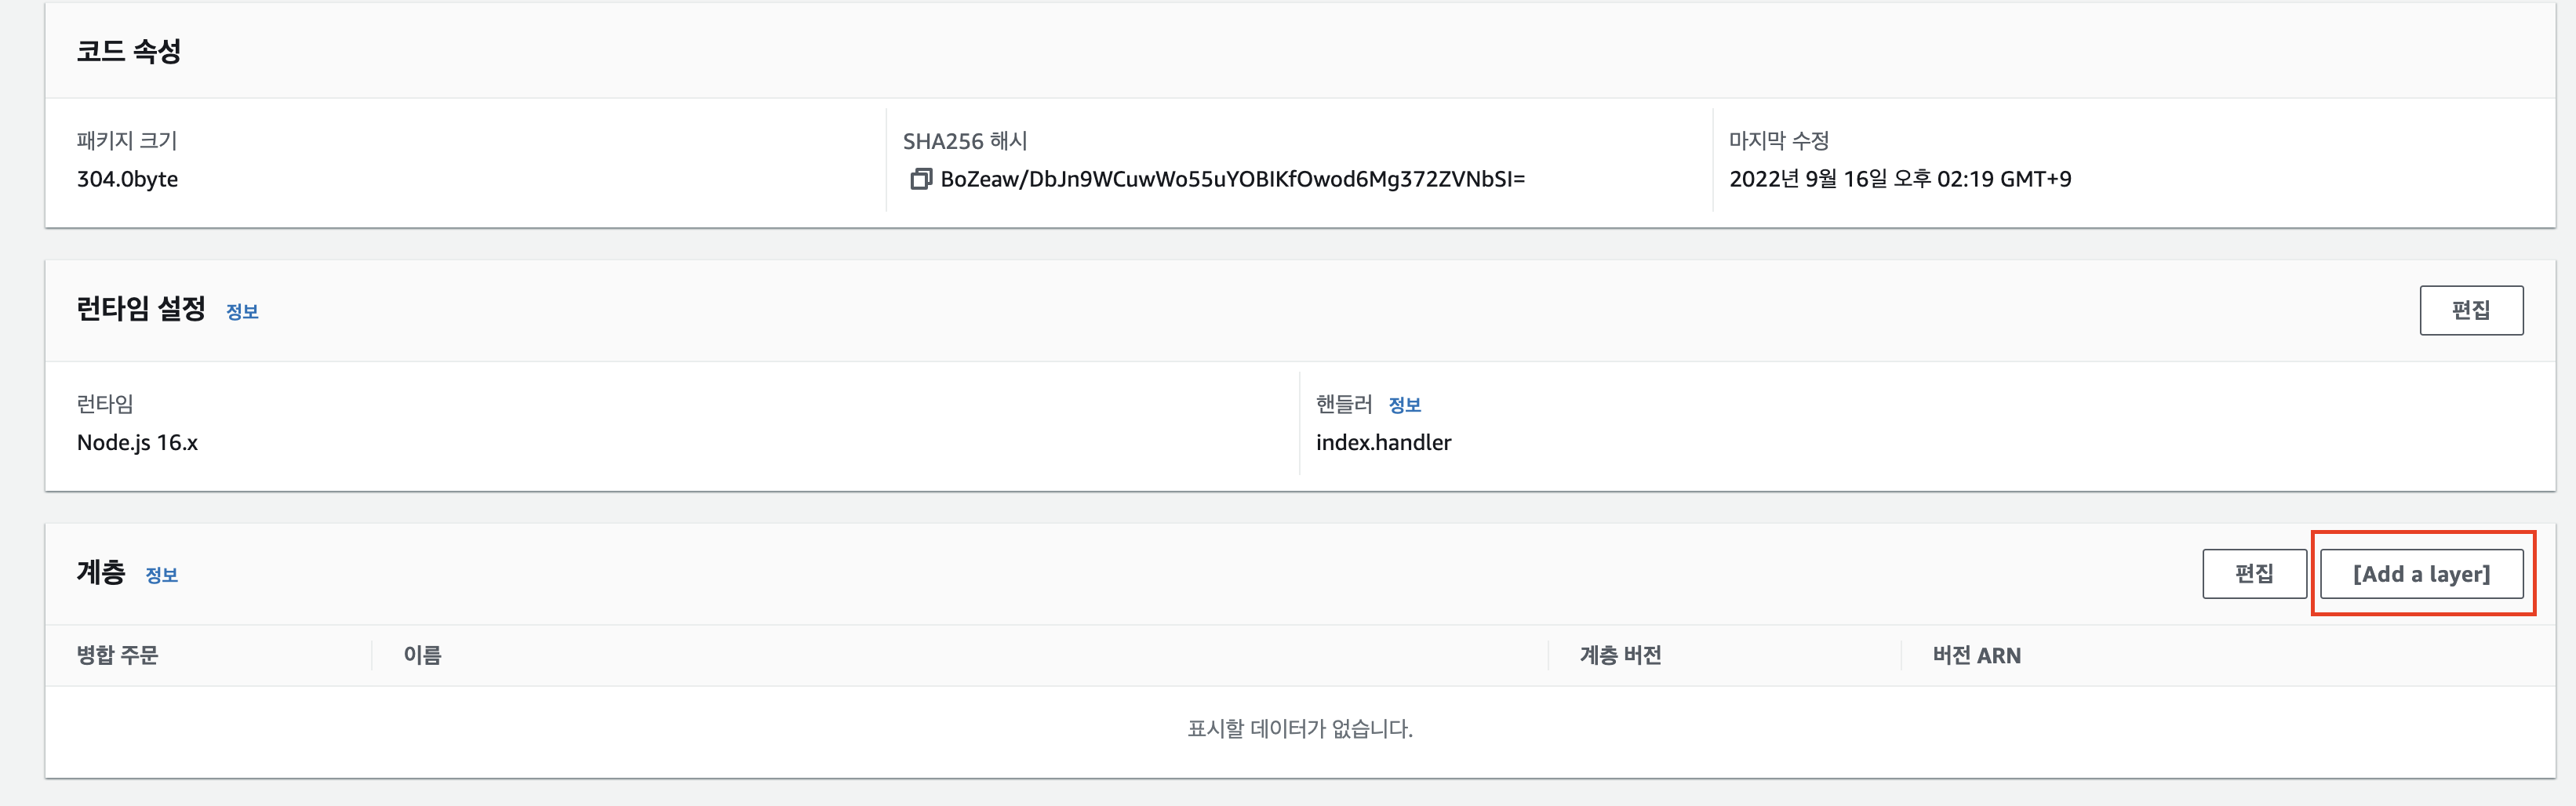 코드 속성
패키지 크기
304.0byte
SHA256 해시
BoZeaw/DbJn9WCuwWo55uYOBIKfOwod6Mg372ZVNbSI=
마지막 수정
2022년 9월 16일 오후 02:19 GMT+9
런타임 설정 정보
편집
런타임
Node.js 16.x
핸들러 정보
index.handler
계층 정보
편집 [Add a layer]
병합 주문 이름 계층 버전 버전 ARN
표시할 데이터가 없습니다.